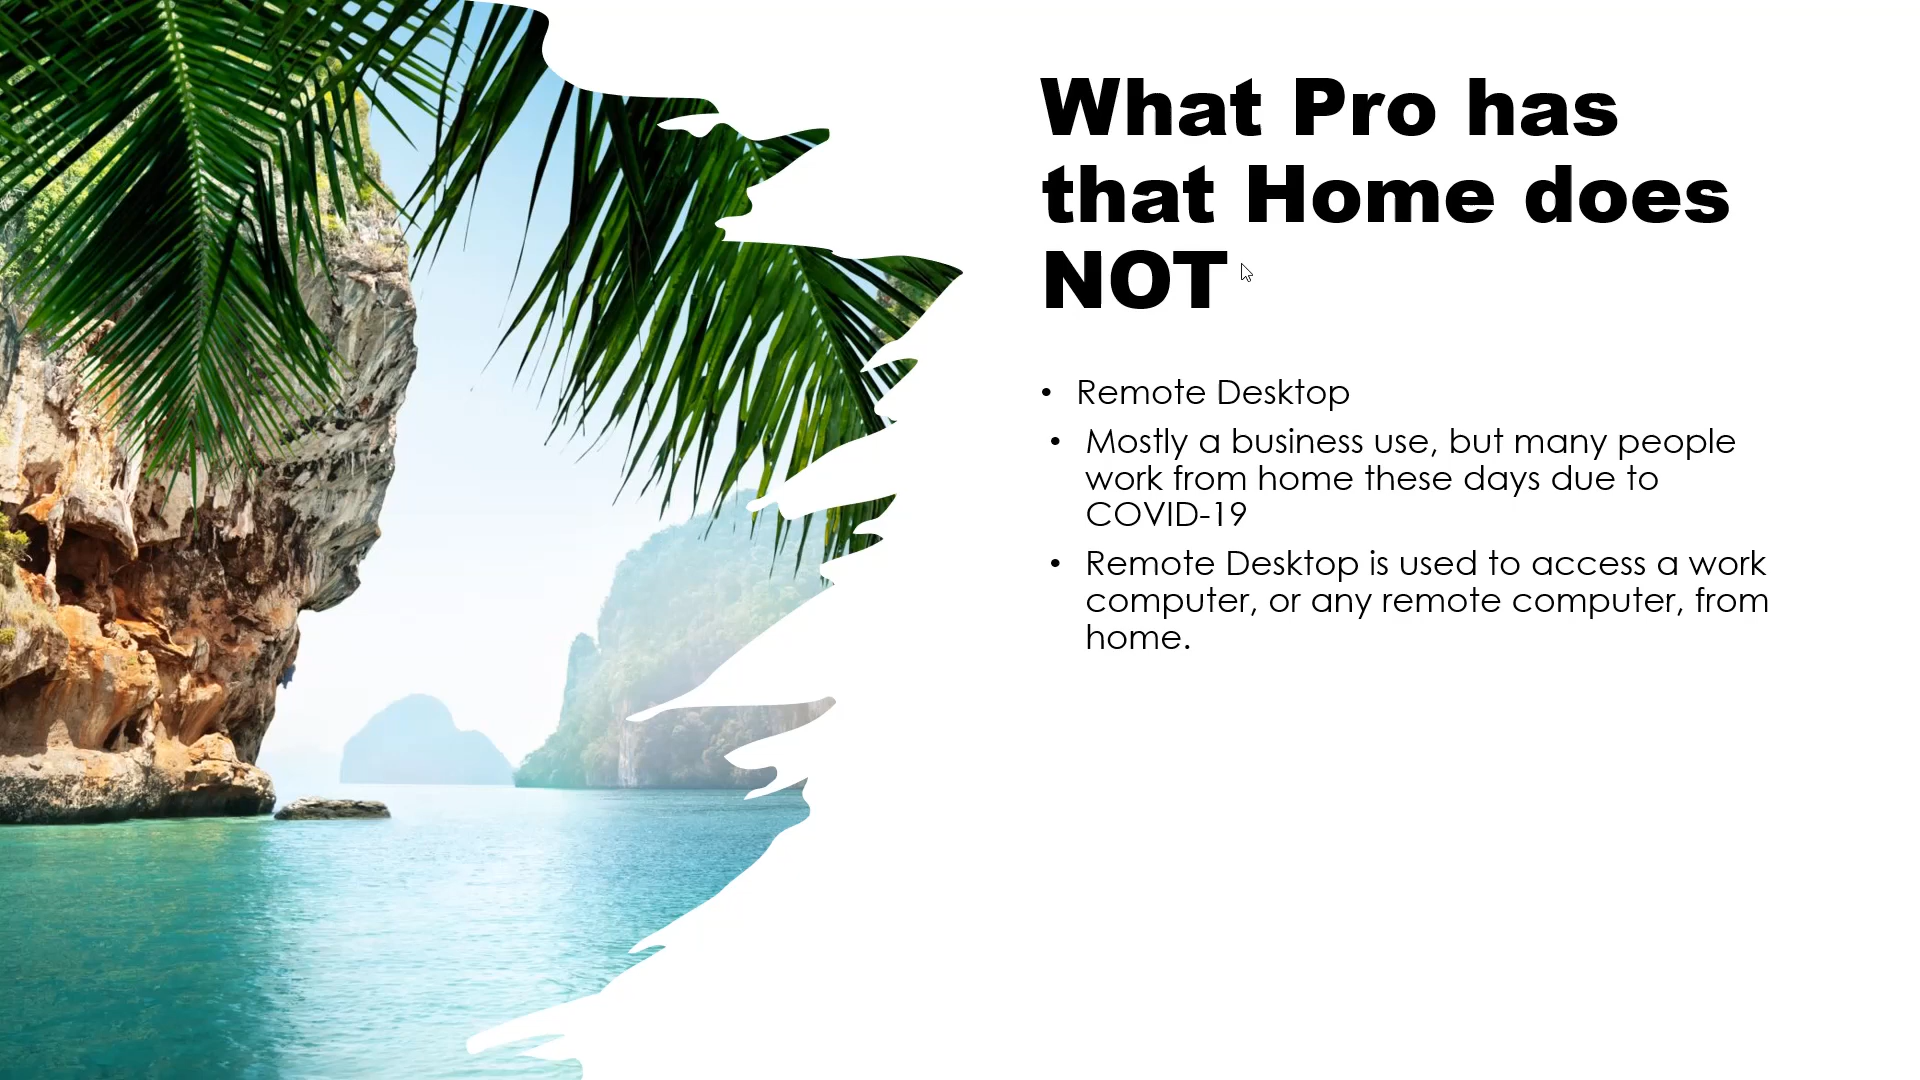 What Pro has
that Home does
NOT
• Remote Desktop
• Mostly a business use, but many people
work from home these days due to
COVID-19
• Remote Desktop is used to access a work
computer, or any remote computer, from
home.